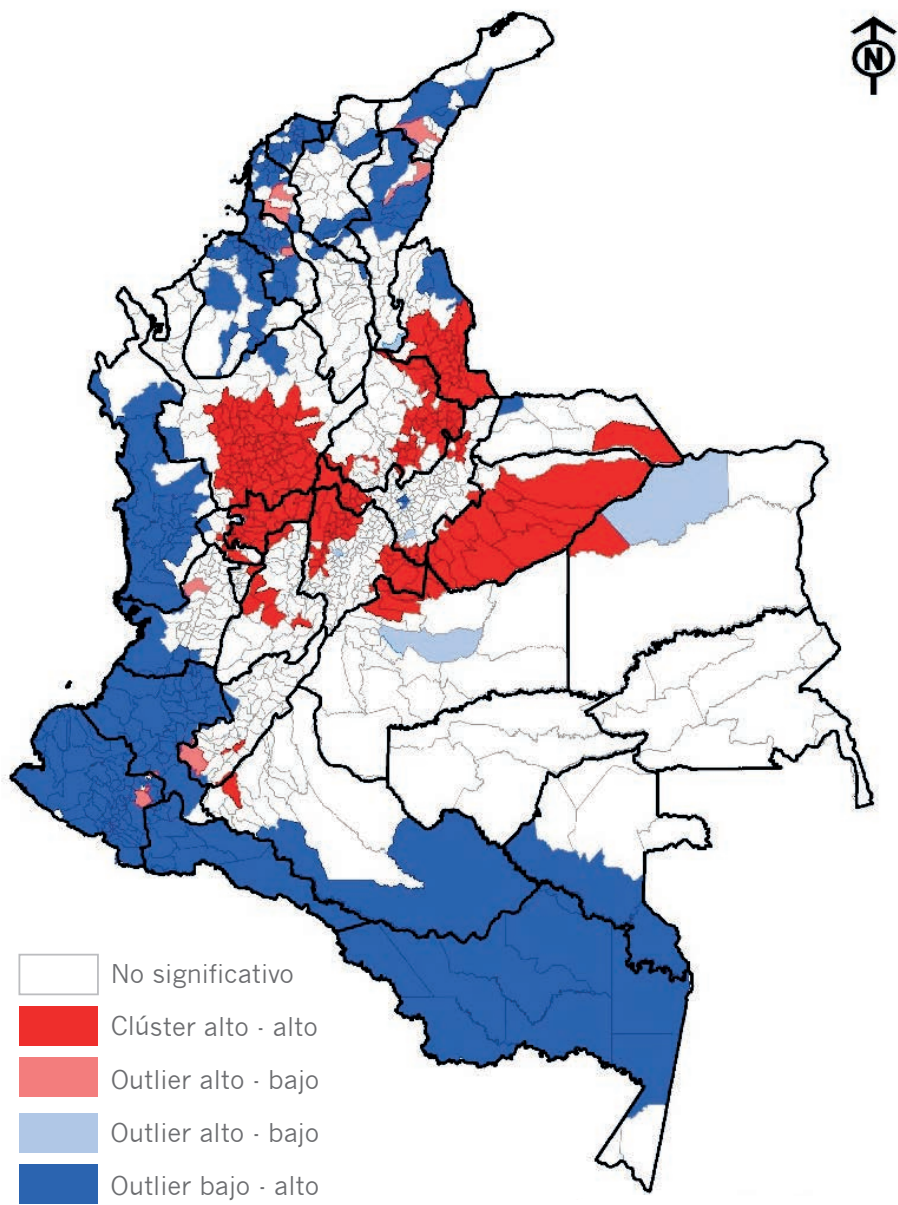 N
No significativo
Clúster alto - alto
Outlier alto - bajo
Outlier alto - bajo
Outlier bajo - alto